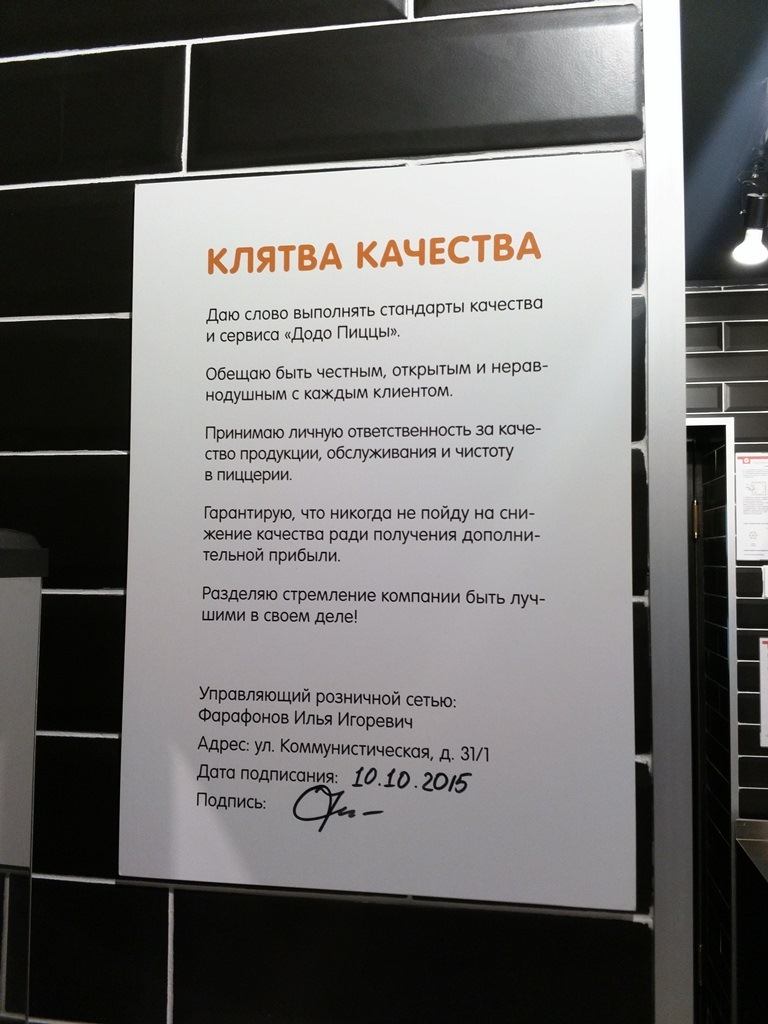 КЛЯТВА КАЧЕСТВА
Даю слово выполнять стандарты качества
и сервиса «Додо Пиццы».
Обещаю быть честным, открытым и нерав-
нодушным с каждым клиентом.
Принимаю личную ответственность за каче-
ство продукции, обслуживания и чистоту
в пиццерии.
Гарантирую, что никогда не пойду на сни-
жение качества ради получения дополни-
тельной прибыли.
Разделяю стремление компании быть луч-
шими в своем деле!
Управляющий розничной сетью:
Фарафонов Илья Игоревич
Адрес: ул. Коммунистическая, д. 31/1
Дата подписания: 10.10.2015
Подпись: